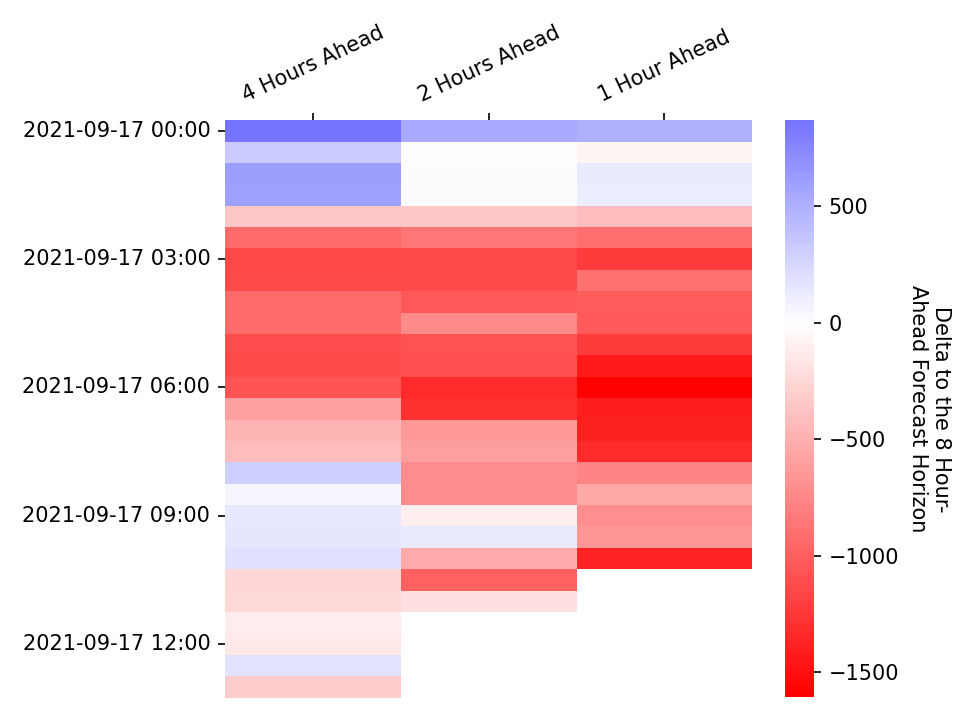 4 Hours Ahead
2 Hours Ahead
1 Hour Ahead
2021-09-17 00:00
2021-09-17 03:00
2021-09-17 06:00
2021-09-17 09:00
2021-09-17 12:00
500
0
−500
−1000
−1500
Delta to the 8 Hour-
Ahead Forecast Horizon